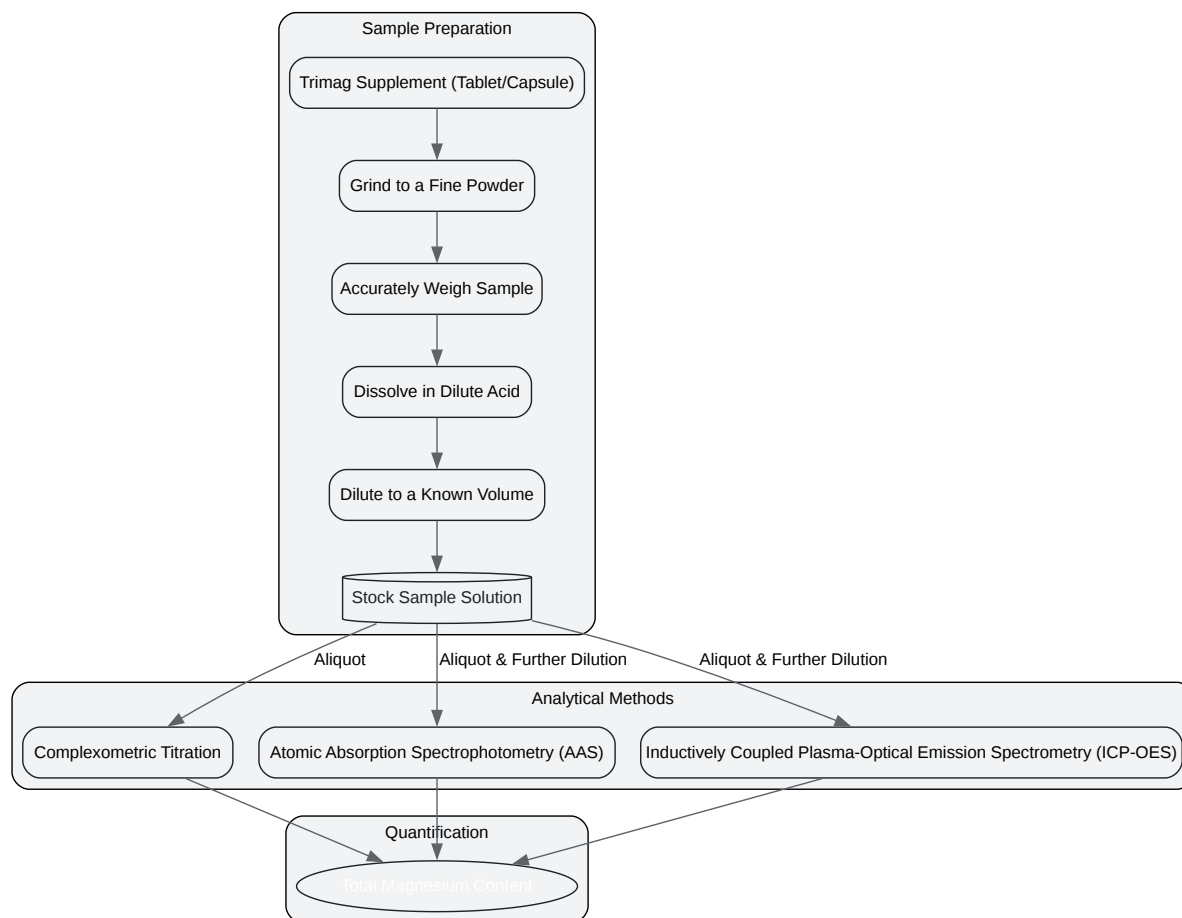 Sample Preparation
Trimag Supplement (Tablet/Capsule)
Grind to a Fine Powder
Accurately Weigh Sample
Dissolve in Dilute Acid
Dilute to a Known Volume
Stock Sample Solution
Aliquot
Aliquot & Further Dilution
Aliquot & Further Dilution
Analytical Methods
Complexometric Titration
Atomic Absorption Spectrophotometry (AAS)
Inductively Coupled Plasma-Optical Emission Spectrometry (ICP-OES)
Quantification
Total Magnesium Content